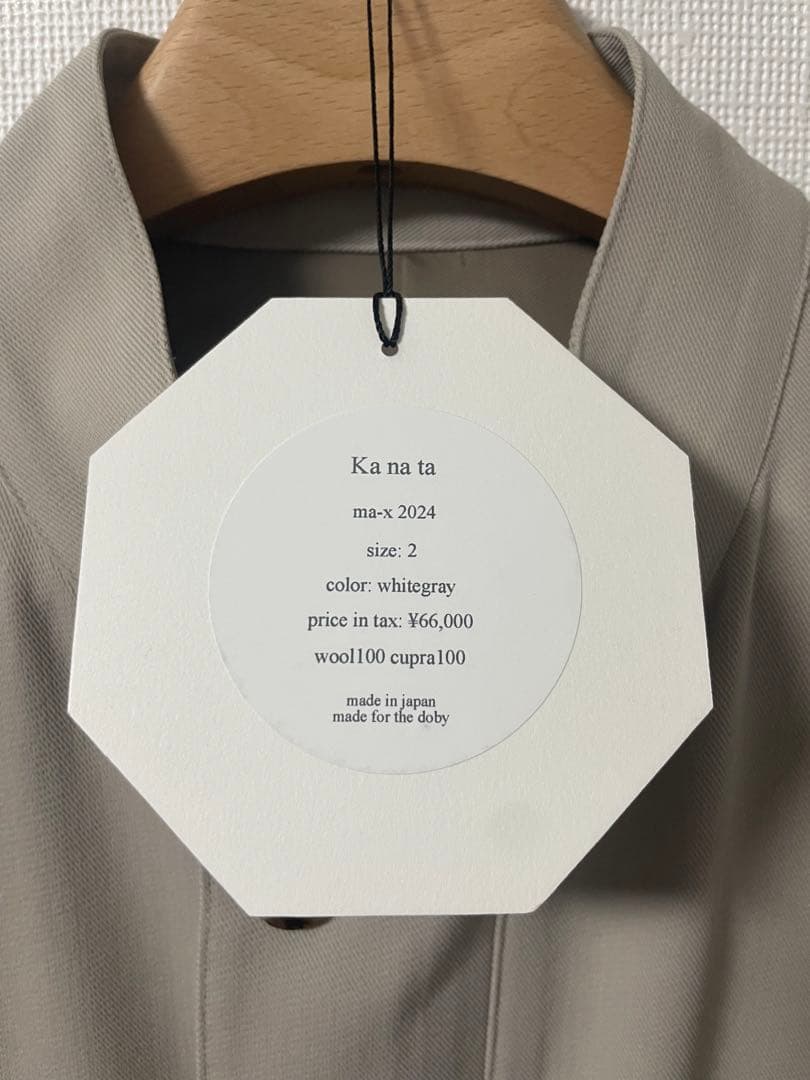 Ka na ta
ma-x 2024
size: 2
color: whitegray
price in tax: ¥66,000
wool100 cupra100
made in japan
made for the doby